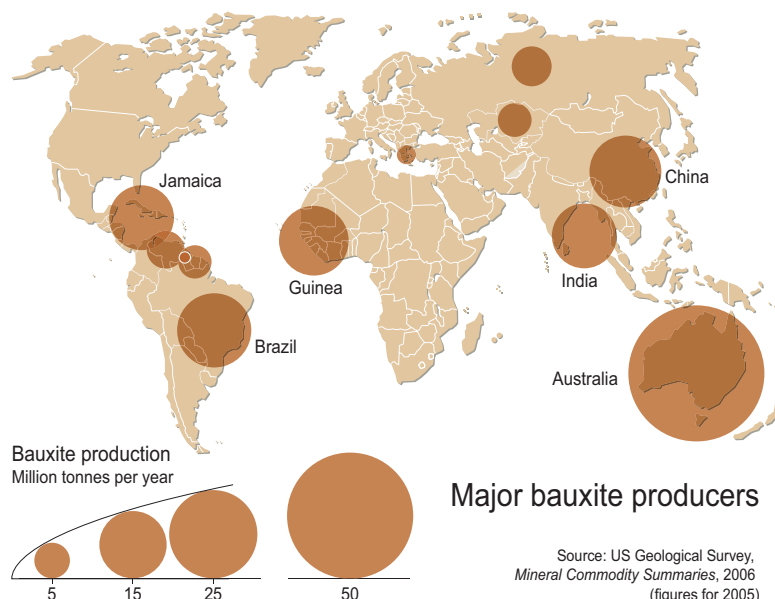 Jamaica
China
Guinea
India
Brazil
Australia
Bauxite production
Million tonnes per year
5
15
25
50
Major bauxite producers
Source: US Geological Survey,
Mineral Commodity Summaries, 2006
(figures for 2005)